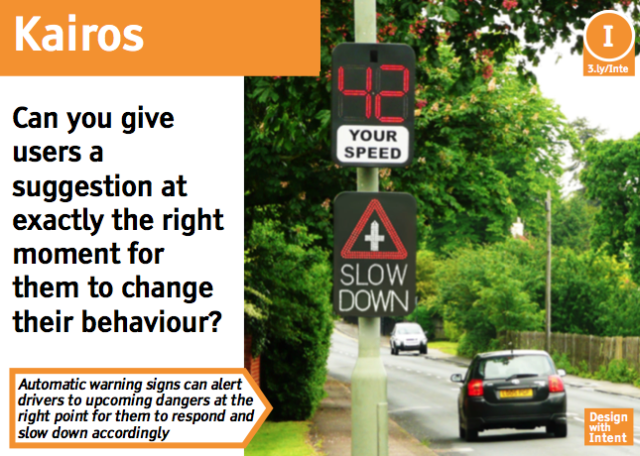 Kairos
I
3.ly/Inte
Can you give
users a
suggestion at
exactly the right
moment for
them to change
their behaviour?
42
YOUR
SPEED
SLOW
DOWN
Automatic warning signs can alert
drivers to upcoming dangers at the
right point for them to respond and
slow down accordingly
Design
with
Intent